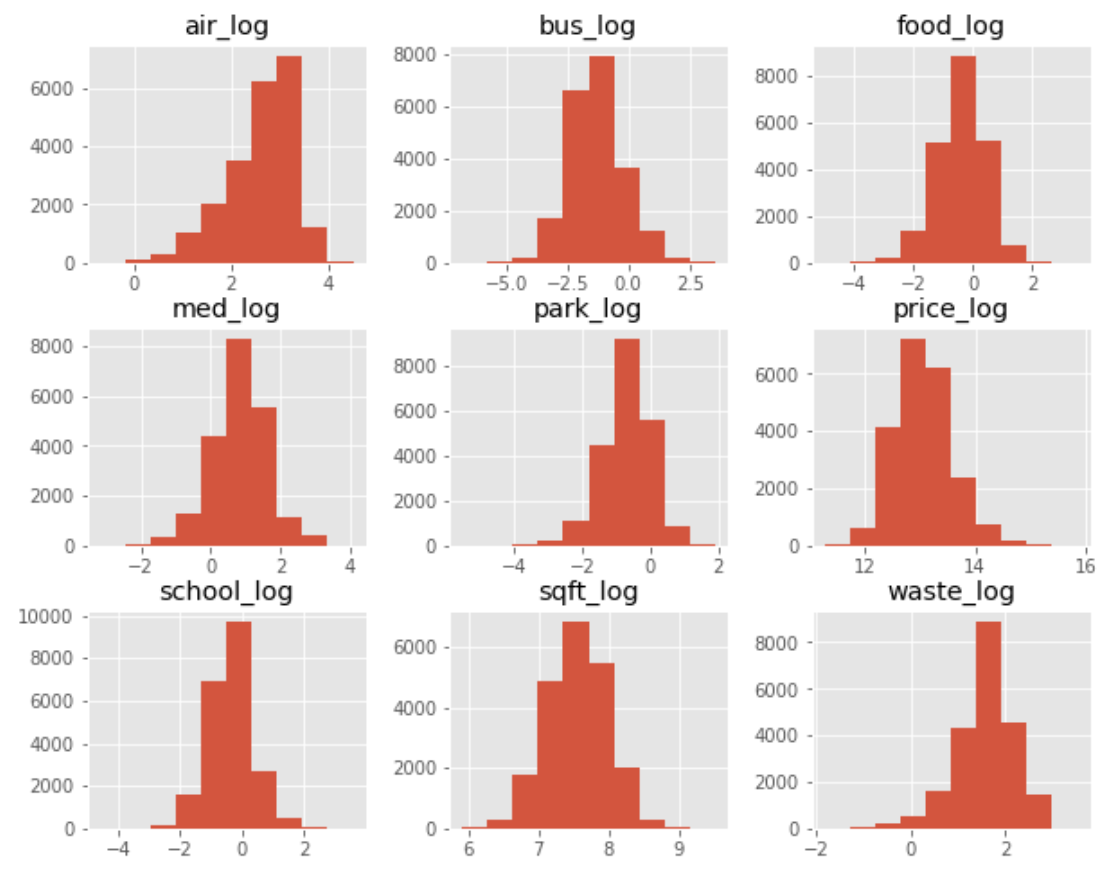 air_log bus_log food_log
6000 8000 8000
4000 6000 6000
2000 4000 4000
0 2000 2000
0 0
0 2 4 −5.0 −2.5 0.0 2.5 −4 −2 0 2
med_log park_log price_log
8000 8000 6000
6000 6000 4000
4000 4000 2000
2000 2000 0
0 0
−2 0 2 4 −4 −2 0 2 12 14 16
school_log sqft_log waste_log
10000 6000 8000
8000 4000 6000
6000 2000 4000
4000 0 2000
2000 0
0
−4 −2 0 2 6 7 8 9 −2 0 2